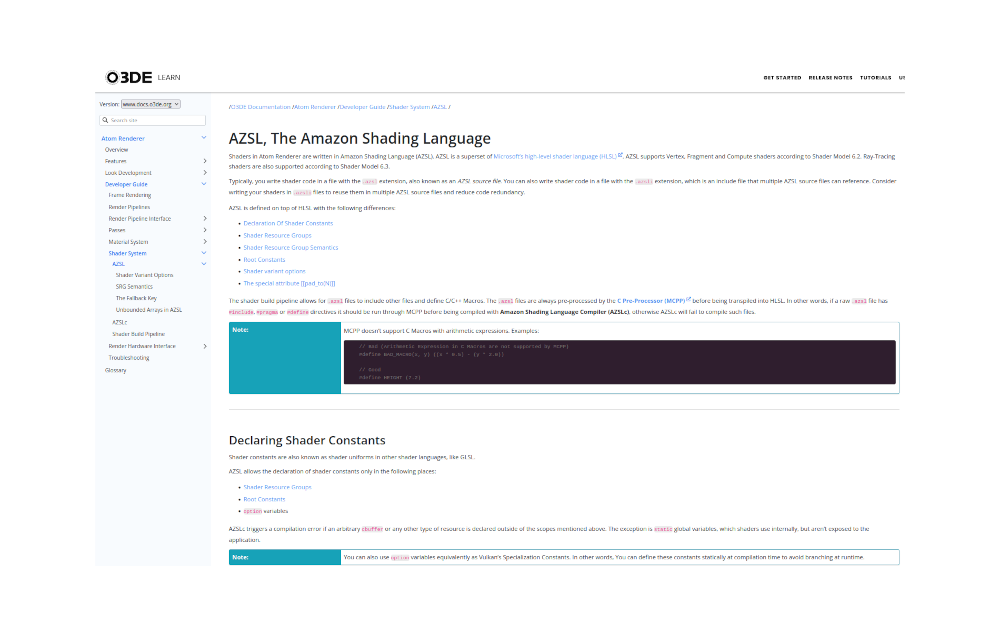 O3DE LEARN
GET STARTED RELEASE NOTES TUTORIALS
Version: www.docs.o3de.org
Search site
Atom Renderer
Overview
Features
Look Development
Developer Guide
Frame Rendering
Render Pipelines
Render Pipeline Interface
Passes
Material System
Shader System
AZSL
Shader Variant Options
SRG Semantics
The Fallback Key
Unbounded Arrays in AZSL
AZSLc
Shader Build Pipeline
Render Hardware Interface
Troubleshooting
Glossary
/O3DE Documentation /Atom Renderer /Developer Guide /Shader System /AZSL /
AZSL, The Amazon Shading Language
Shaders in Atom Renderer are written in Amazon Shading Language (AZSL). AZSL is a superset of Microsoft's high-level shader language (HLSL) . AZSL supports Vertex, Fragment and Compute shaders according to Shader Model 6.2. Ray-Tracing
shaders are also supported according to Shader Model 6.3.
Typically, you write shader code in a file with the .azsl extension, also known as an AZSL source file. You can also write shader code in a file with the .azsli extension, which is an include file that multiple AZSL source files can reference. Consider
writing your shaders in .azsli files to reuse them in multiple AZSL source files and reduce code redundancy.
AZSL is defined on top of HLSL with the following differences:
Declaration Of Shader Constants
Shader Resource Groups
Shader Resource Group Semantics
Root Constants
Shader variant options
The special attribute [[pad_to(N)]]
The shader build pipeline allows for .azsl files to include other files and define C/C++ Macros. The .azsl files are always pre-processed by the C Pre-Processor (MCPP) before being transpiled into HLSL. In other words, if a raw .azsl file has
#include, #pragma or #define directives it should be run through MCPP before being compiled with Amazon Shading Language Compiler (AZSLc), otherwise AZSLc will fail to compile such files.
Note:
MCPP doesn't support C Macros with arithmetic expressions. Examples:
// Bad (Arithmetic expression in C Macros are not supported by MCPP)
#define BAD_MACRO(x, y) ((x * 0.5) - (y * 3.0))
// Good
Declaring Shader Constants
Shader constants are also known as shader uniforms in other shader languages, like GLSL.
AZSL allows the declaration of shader constants only in the following places:
Shader Resource Groups
Root Constants
option variables
AZSLc triggers a compilation error if an arbitrary cbuffer or any other type of resource is declared outside of the scopes mentioned above. The exception is static global variables, which shaders use internally, but aren't exposed to the
application.
Note:
You can also use option variables equivalently as Vulkan's Specialization Constants. In other words, You can define these constants statically at compilation time to avoid branching at runtime.